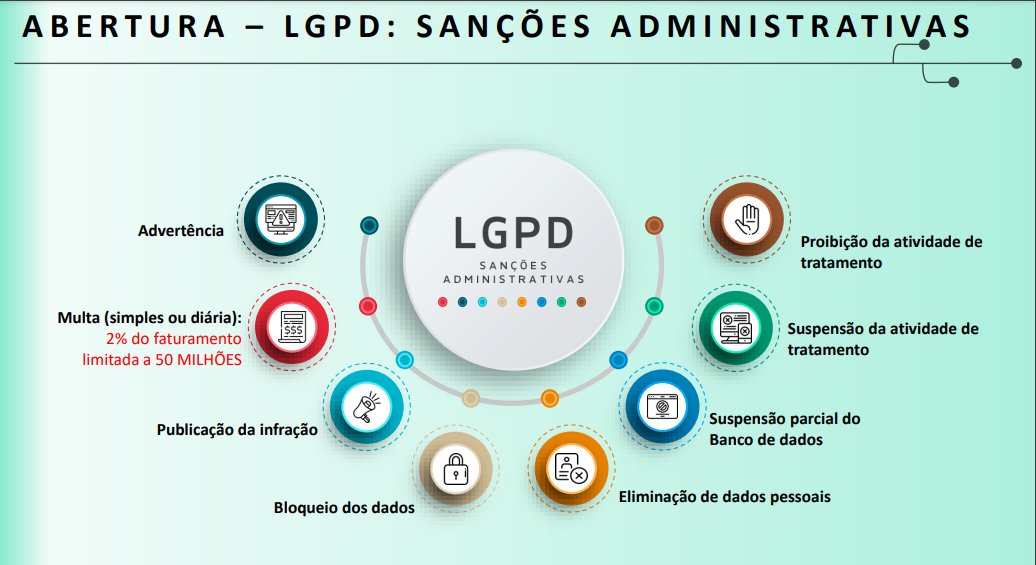 ABERTURA – LGPD: SANÇÕES ADMINISTRATIVAS
LGPD
SANÇÕES
ADMINISTRATIVAS
Advertência
Multa (simples ou diária):
2% do faturamento
limitada a 50 MILHÕES
$$$
Publicação da infração
Bloqueio dos dados
Eliminação de dados pessoais
Suspensão parcial do
Banco de dados
Suspensão da atividade de
tratamento
Proibição da atividade de
tratamento